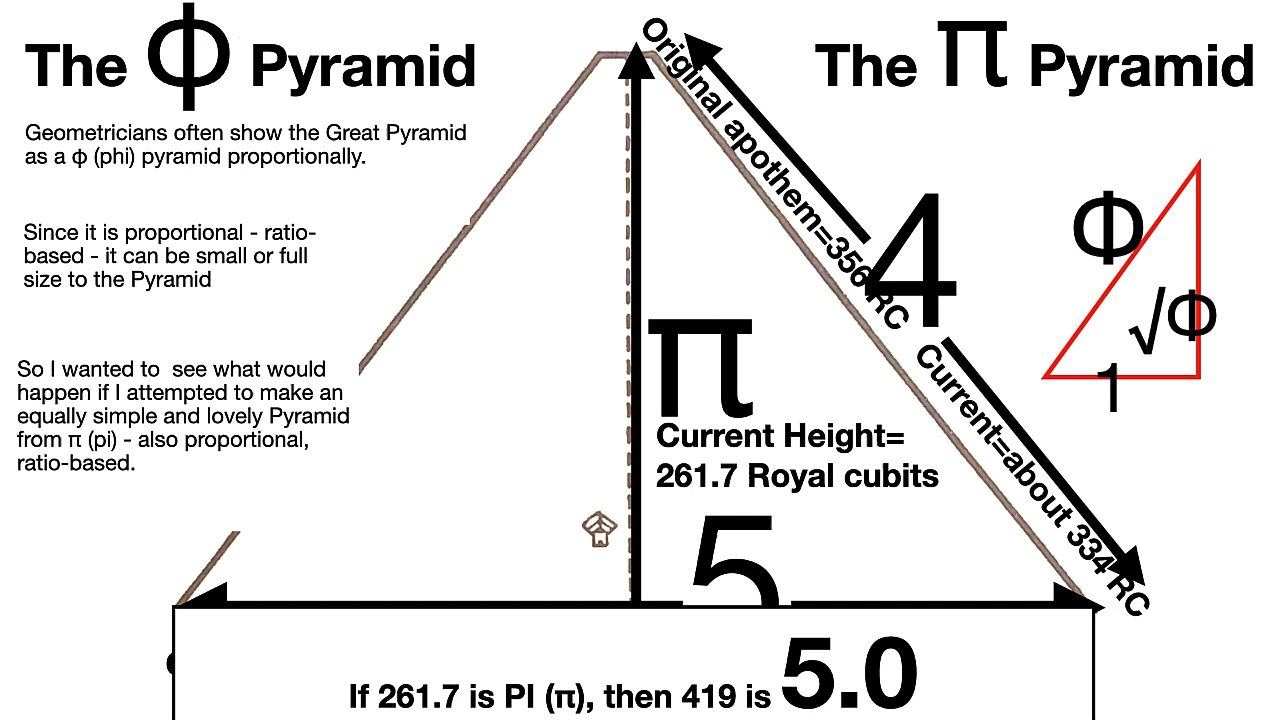 The Φ Pyramid
Geometricians often show the Great Pyramid
as a ф (phi) pyramid proportionally.
Since it is proportional - ratio-
based - it can be small or full
size to the Pyramid
So I wanted to see what would
happen if I attempted to make an
equally simple and lovely Pyramid
from π (pi) - also proportional,
ratio-based.
The π Pyramid
Original apothem=356 RC
4
Current=about 334 RC
Φ
√Φ
1
π
Current Height=
261.7 Royal cubits
5
If 261.7 is PI (π), then 419 is 5.0